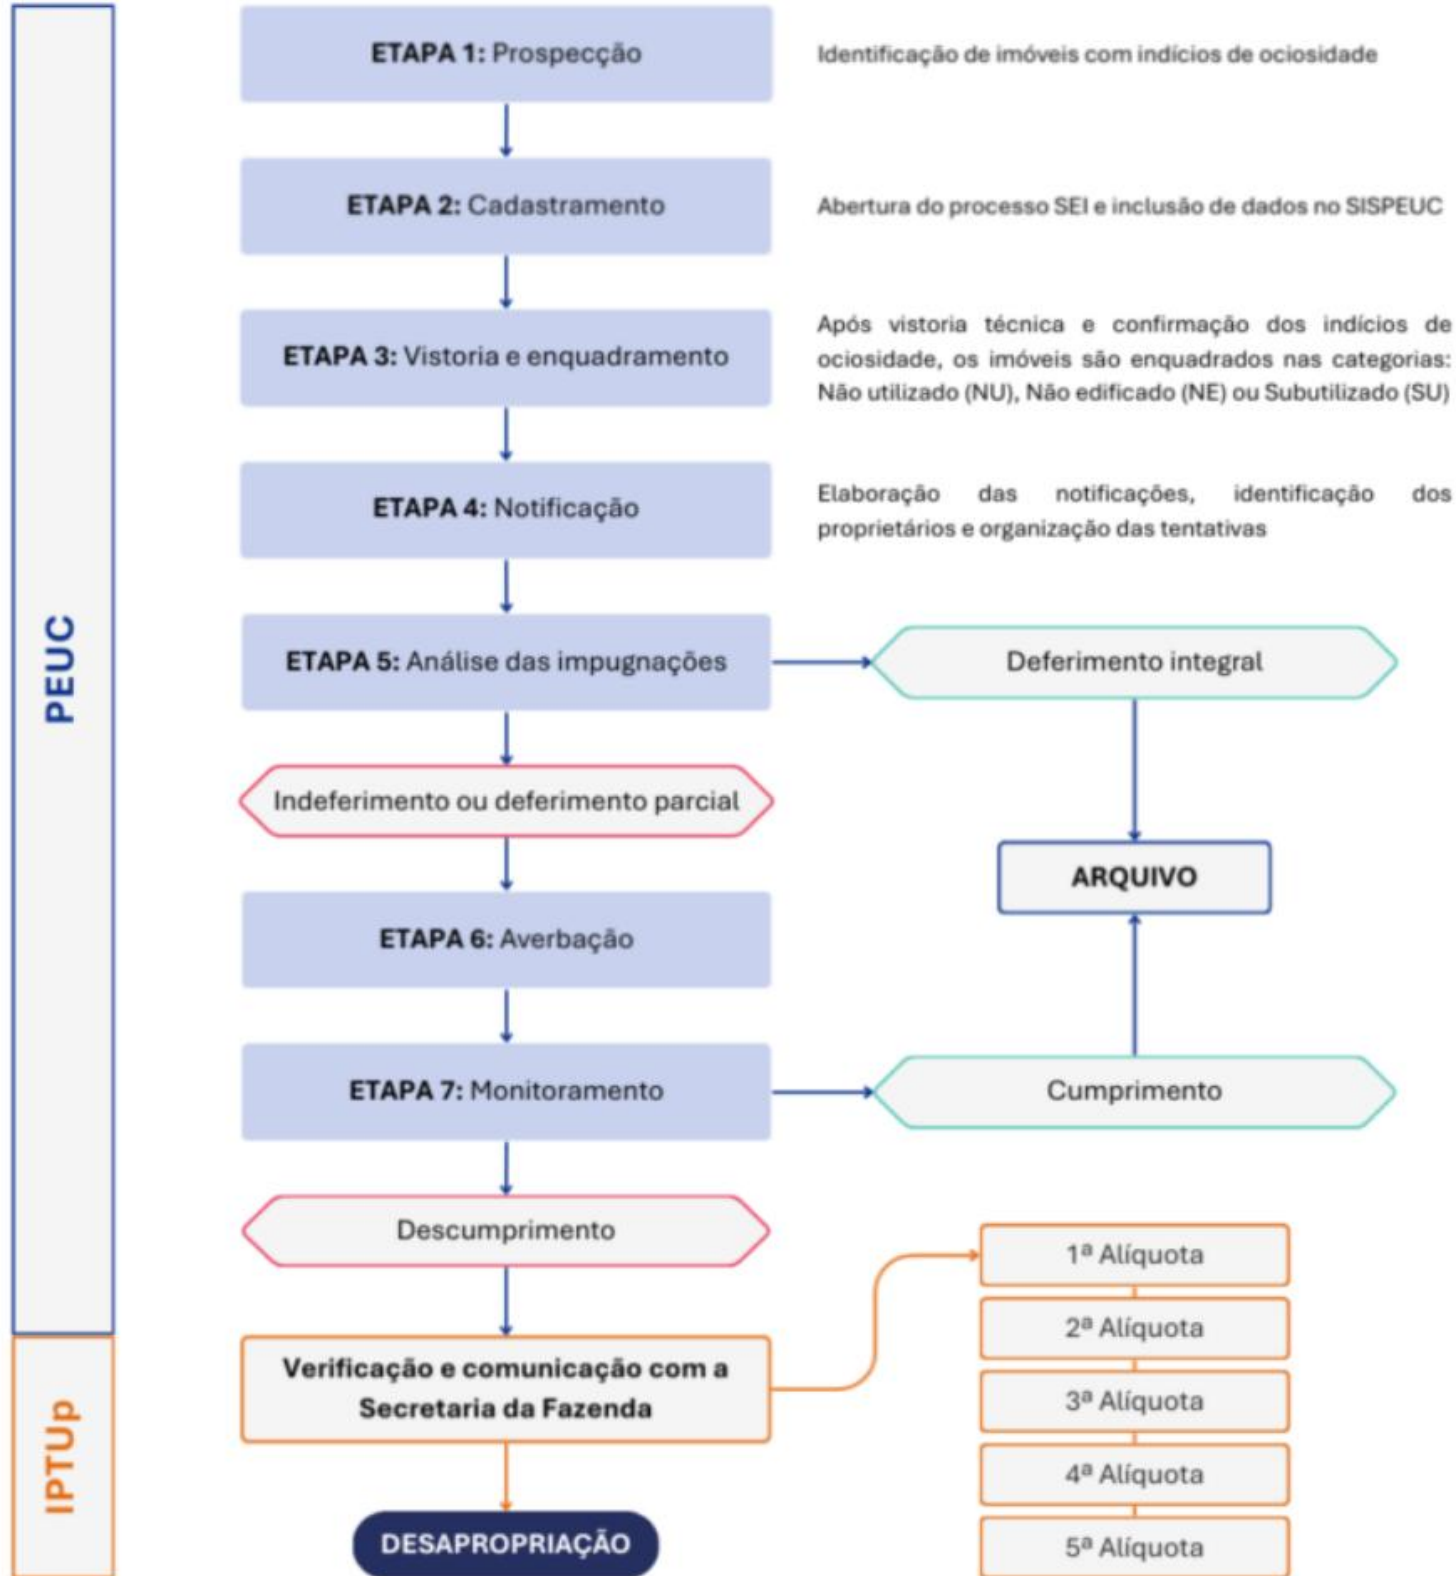 PEUC
ETAPA 1: Prospecção
Identificação de imóveis com indícios de ociosidade
ETAPA 2: Cadastramento
Abertura do processo SEI e inclusão de dados no SISPEUC
ETAPA 3: Vistoria e enquadramento
Após vistoria técnica e confirmação dos indícios de
ociosidade, os imóveis são enquadrados nas categorias:
Não utilizado (NU), Não edificado (NE) ou Subutilizado (SU)
ETAPA 4: Notificação
Elaboração das notificações, identificação dos
proprietários e organização das tentativas
ETAPA 5: Análise das impugnações
Deferimento integral
Indeferimento ou deferimento parcial
ARQUIVO
ETAPA 6: Averbação
ETAPA 7: Monitoramento
Cumprimento
Descumprimento
IPTUp
Verificação e comunicação com a
Secretaria da Fazenda
1ª Alíquota
2ª Alíquota
3ª Alíquota
4ª Alíquota
5ª Alíquota
DESAPROPRIAÇÃO